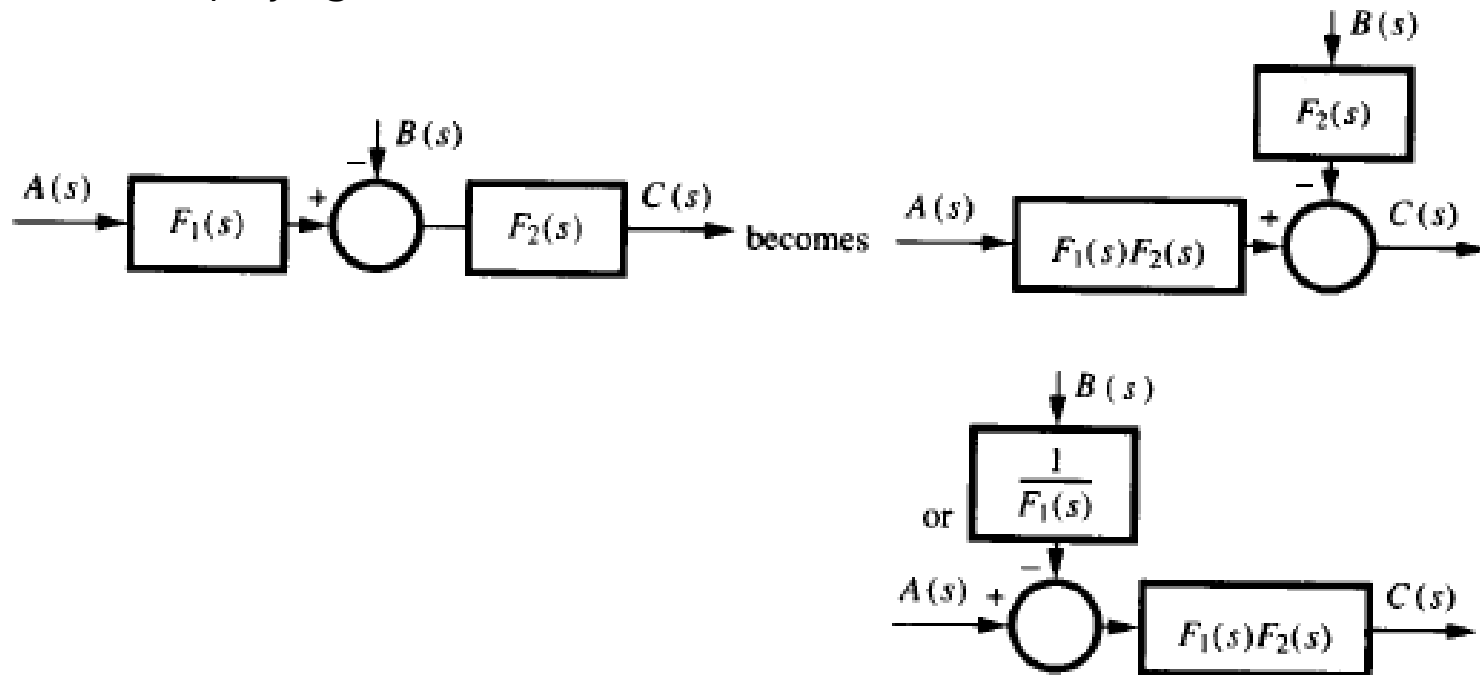 B(s)
A(s)
F₁(s)
+
−
F₂(s)
C(s)
becomes
B(s)
F₂(s)
−
A(s)
F₁(s)F₂(s)
+
C(s)
or
B(s)
1
F₁(s)
−
A(s) +
F₁(s)F₂(s)
C(s)